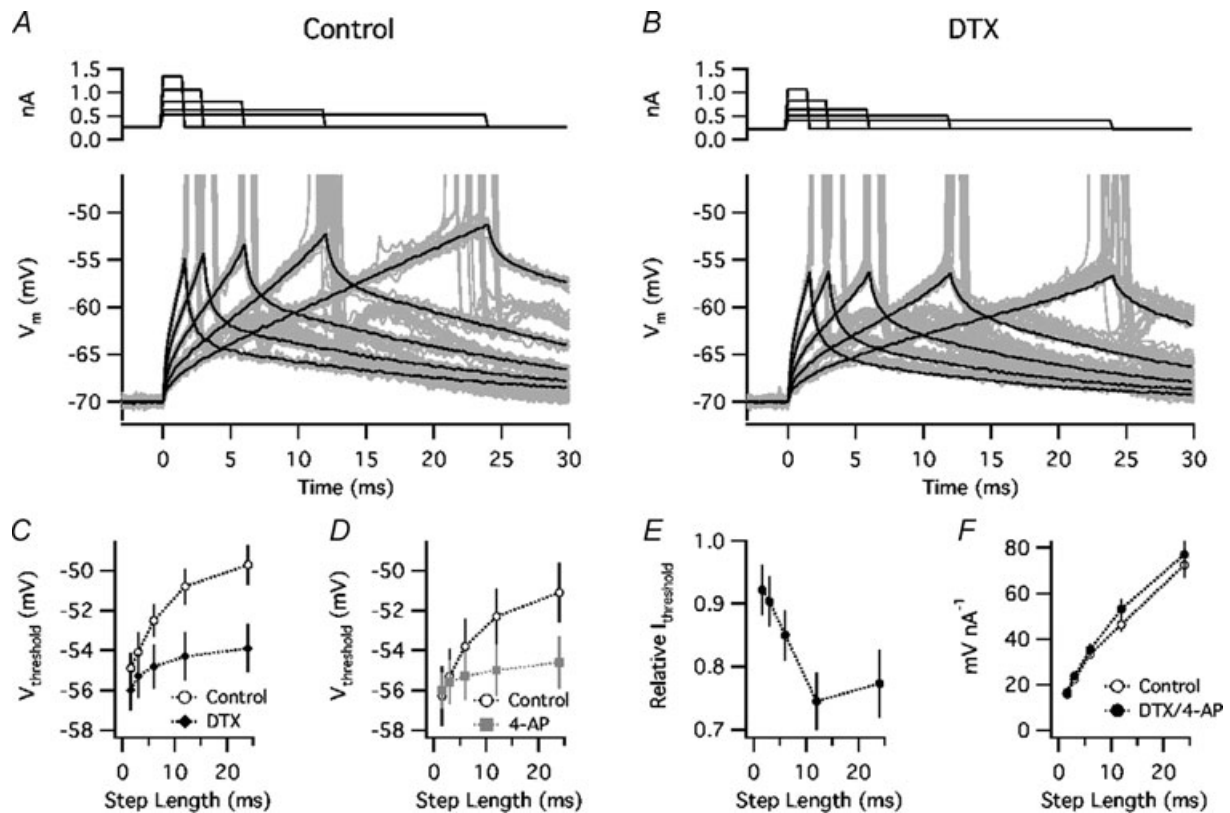 A Control
B DTX
nA
1.5
1.0
0.5
0.0
nA
1.5
1.0
0.5
0.0
Vm (mV)
-50
-55
-60
-65
-70
0 5 10 15 20 25 30
Time (ms)
Vm (mV)
-50
-55
-60
-65
-70
0 5 10 15 20 25 30
Time (ms)
C
Vthreshold (mV)
-50
-52
-54
-56
-58
Control
DTX
0 10 20
Step Length (ms)
D
Vthreshold (mV)
-50
-52
-54
-56
-58
Control
4-AP
0 10 20
Step Length (ms)
E
Relative Ithreshold
1.0
0.9
0.8
0.7
0 10 20
Step Length (ms)
F
mV nA⁻¹
80
60
40
20
0
Control
DTX/4-AP
0 10 20
Step Length (ms)